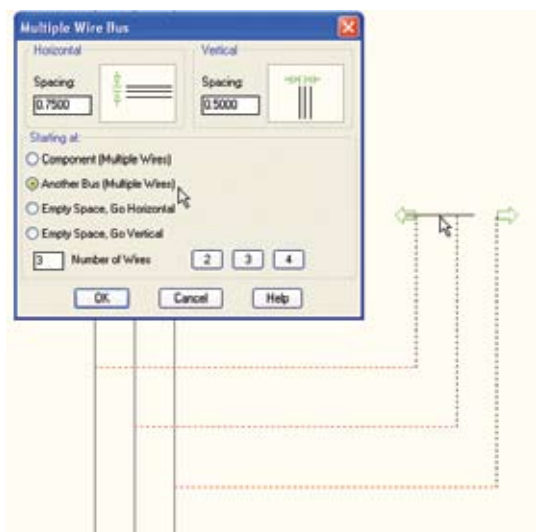 Multiple Wire Bus
Horizontal
Vertical
Spacing:
Spacing:
0.7500
0.5000
Starting at:
Component (Multiple Wires)
Another Bus (Multiple Wires)
Empty Space, Go Horizontal
Empty Space, Go Vertical
3 Number of Wires 2 3 4
OK Cancel Help